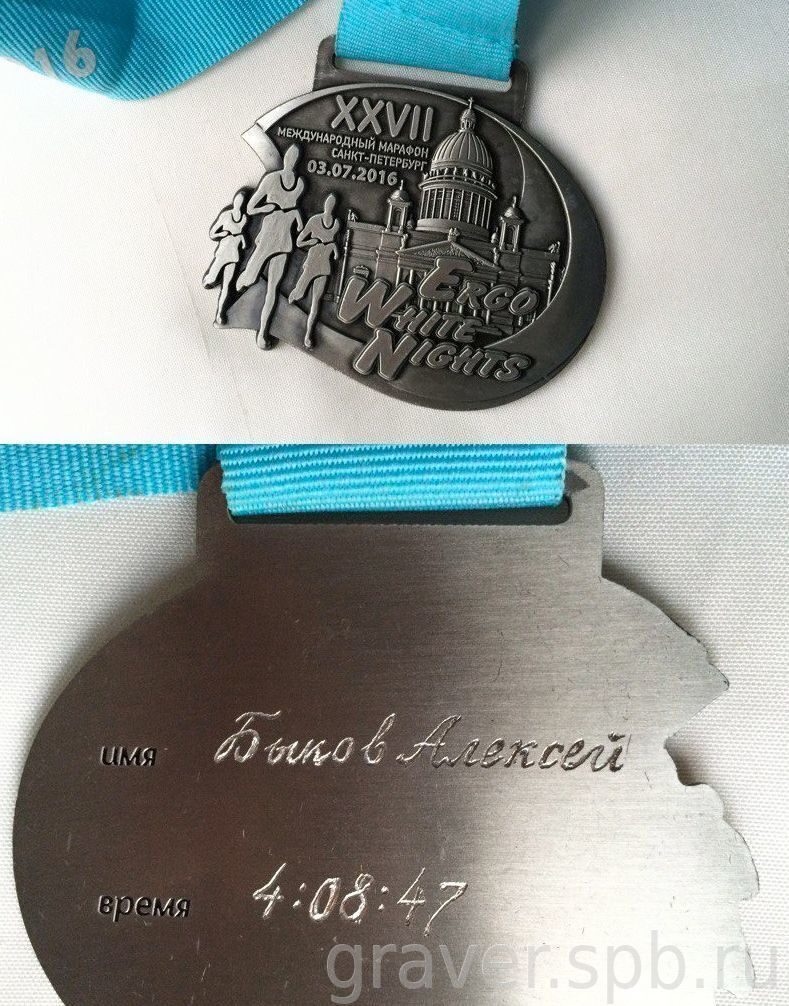 16
XXVII
МЕЖДУНАРОДНЫЙ МАРАФОН
САНКТ-ПЕТЕРБУРГ
03.07.2016
ERGO
WHITE
NIGHTS
имя Быков Алексей
время 4:08:47
graver.spb.ru